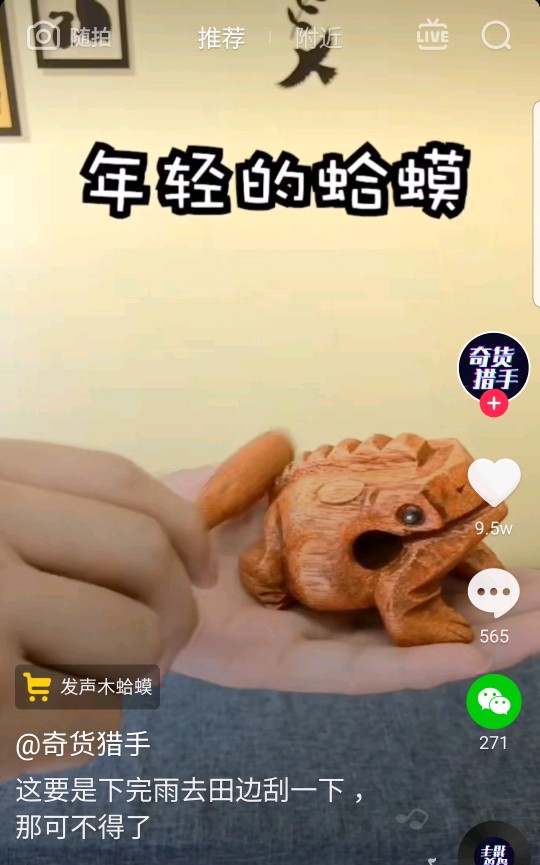 随拍 推荐 附近 LIVE
年轻的蛤蟆
奇货
猎手
9.5w
565
发声木蛤蟆
271
@奇货猎手
这要是下完雨去田边刮一下，
那可不得了